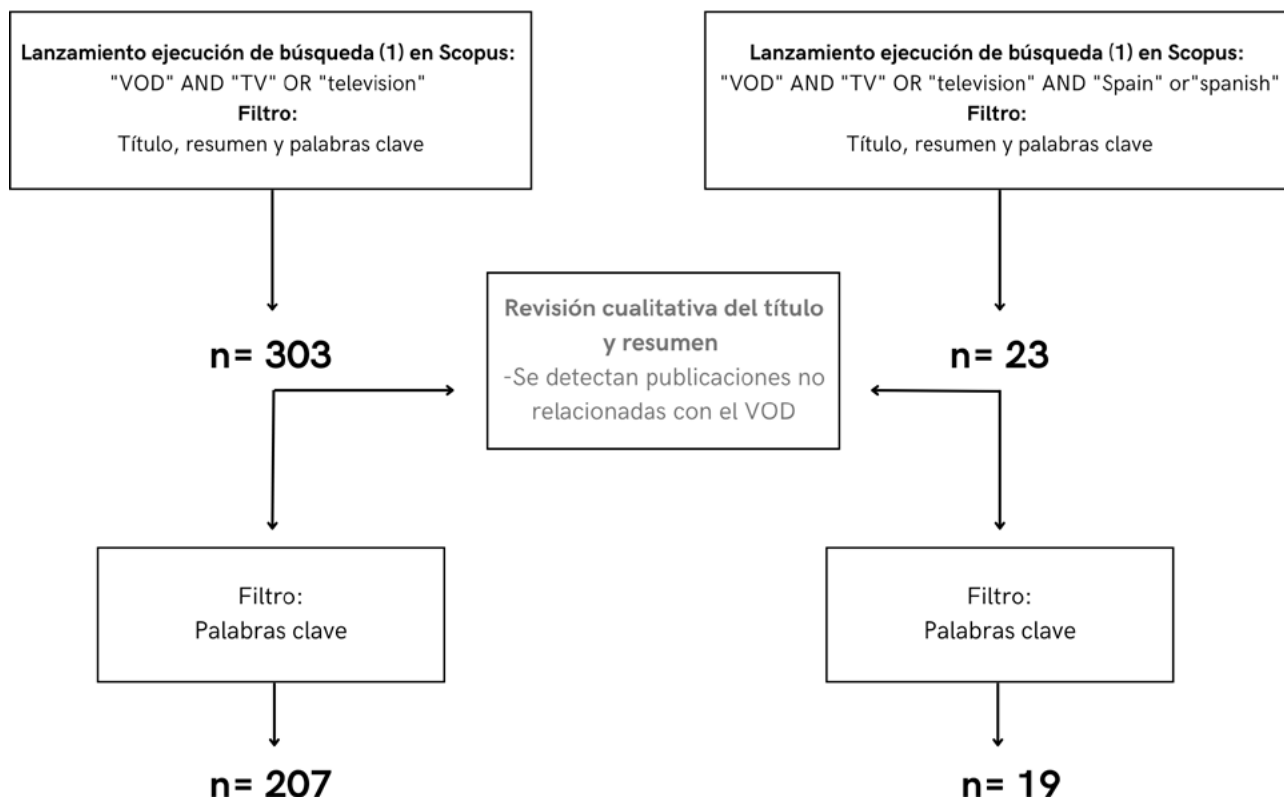 Lanzamiento ejecución de búsqueda (1) en Scopus:
"VOD" AND "TV" OR "television"
Filtro:
Título, resumen y palabras clave
Lanzamiento ejecución de búsqueda (1) en Scopus:
"VOD" AND "TV" OR "television" AND "Spain" or"spanish"
Filtro:
Título, resumen y palabras clave
n= 303
Revisión cualitativa del título
y resumen
-Se detectan publicaciones no
relacionadas con el VOD
n= 23
Filtro:
Palabras clave
Filtro:
Palabras clave
n= 207
n= 19